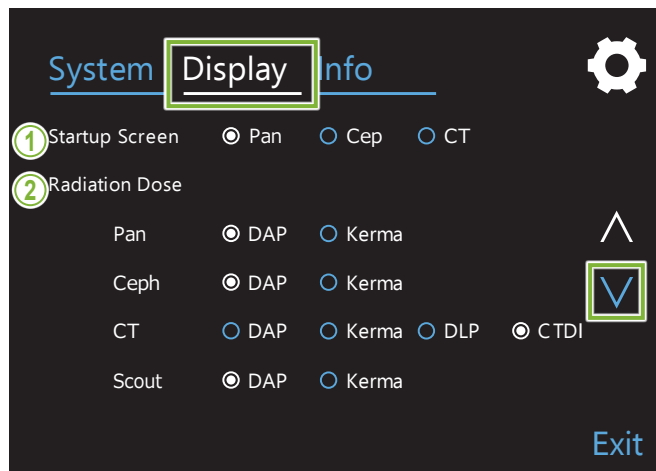 System Display Info
① Startup Screen Pan Cep CT
② Radiation Dose
Pan DAP Kerma
Ceph DAP Kerma
CT DAP Kerma DLP CTDI
Scout DAP Kerma
Exit